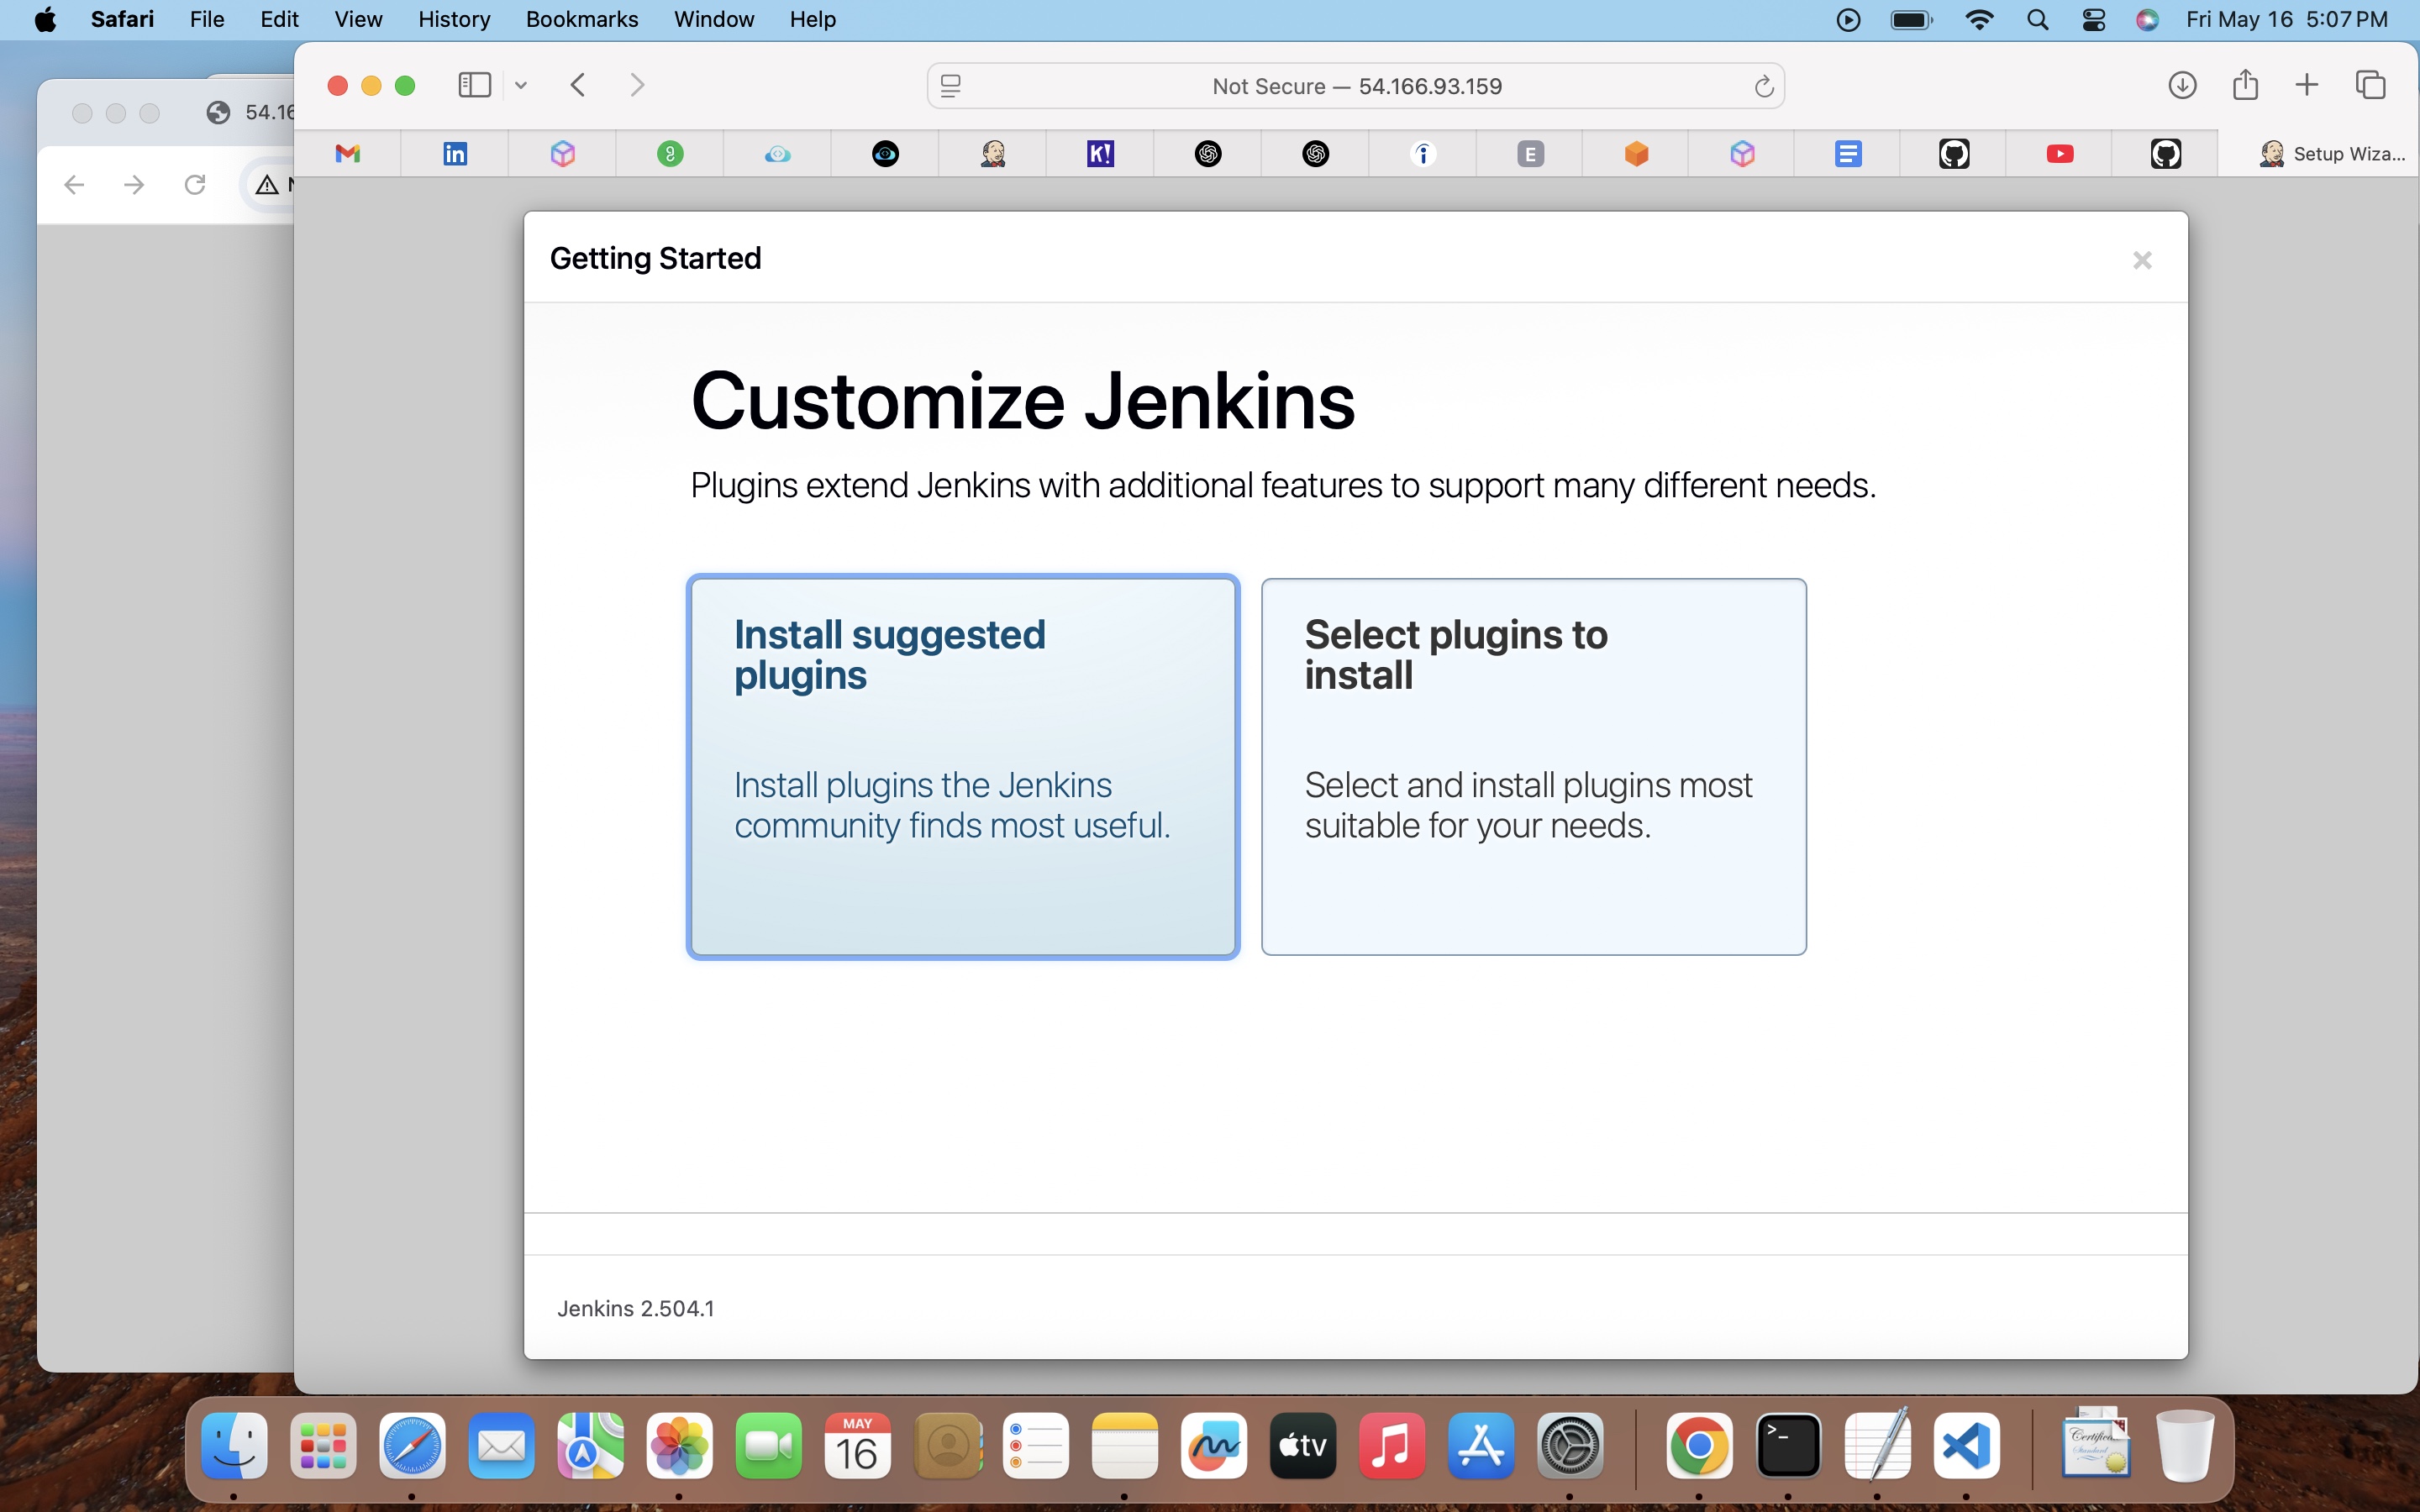 Safari File Edit View History Bookmarks Window Help Fri May 16 5:07 PM
54.16
Not Secure — 54.166.93.159
in K! E Setup Wiza...
N
Getting Started
Customize Jenkins
Plugins extend Jenkins with additional features to support many different needs.
Install suggested
plugins
Install plugins the Jenkins
community finds most useful.
Select plugins to
install
Select and install plugins most
suitable for your needs.
Jenkins 2.504.1
MAY
16
tv
>_